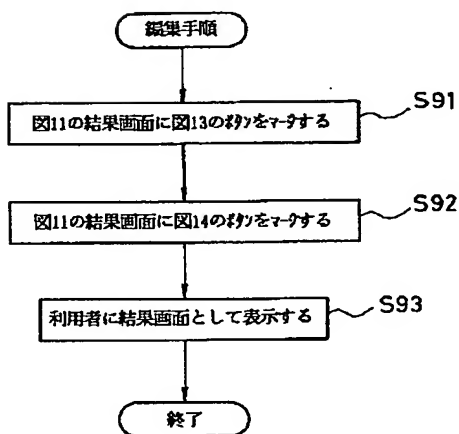 編集手順
図11の結果画面に図13のﾎﾞﾀﾝをﾏｰｸする
S91
図11の結果画面に図14のﾎﾞﾀﾝをﾏｰｸする
S92
利用者に結果画面として表示する
S93
終了